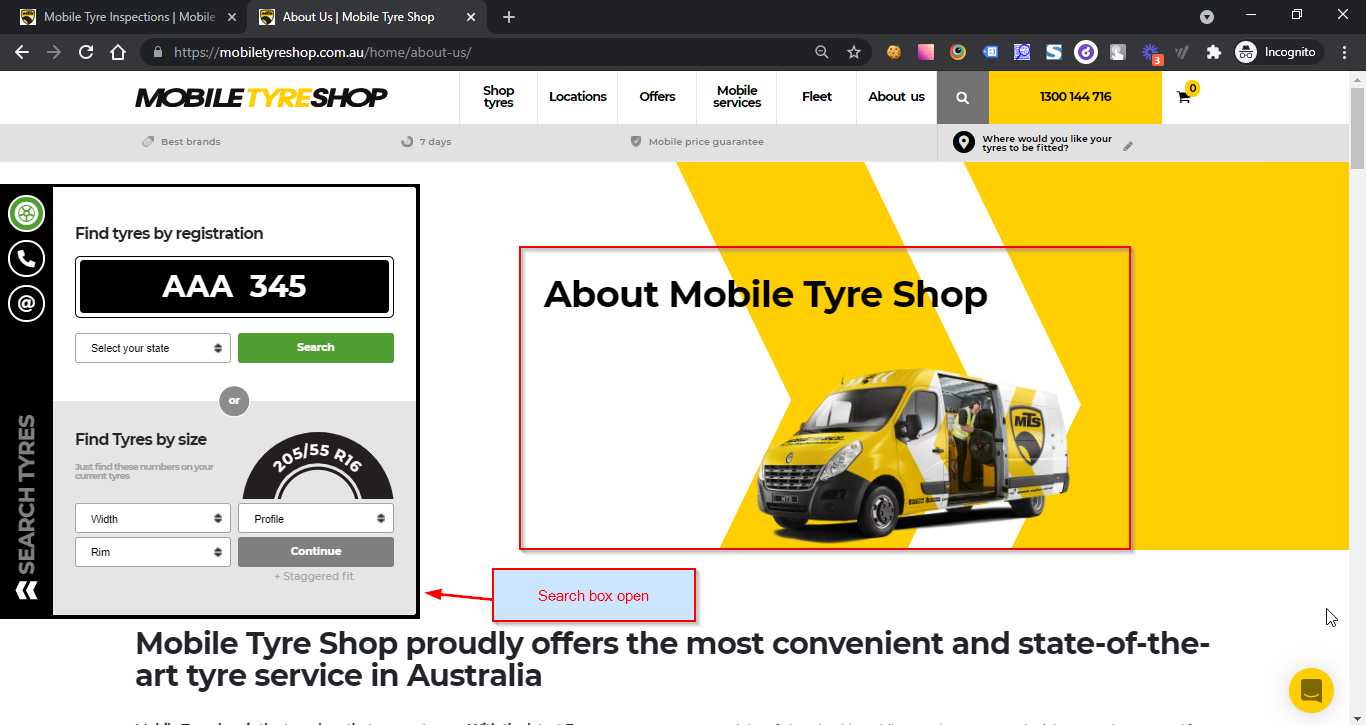 Mobile Tyre Inspections | Mobile
About Us | Mobile Tyre Shop
https://mobiletyreshop.com.au/home/about-us/
3
Incognito
MOBILETYRESHOP
Shop tyres
Locations
Offers
Mobile services
Fleet
About us
1300 144 716
0
Best brands
7 days
Mobile price guarantee
Where would you like your
tyres to be fitted?
SEARCH TYRES
Find tyres by registration
AAA 345
Select your state
Search
or
Find Tyres by size
Just find these numbers on your
current tyres
205/55 R16
Width
Profile
Rim
Continue
+ Staggered fit
About Mobile Tyre Shop
MTS
MOBILETYRESHOP
MTS
Search box open
Mobile Tyre Shop proudly offers the most convenient and state-of-the-
art tyre service in Australia